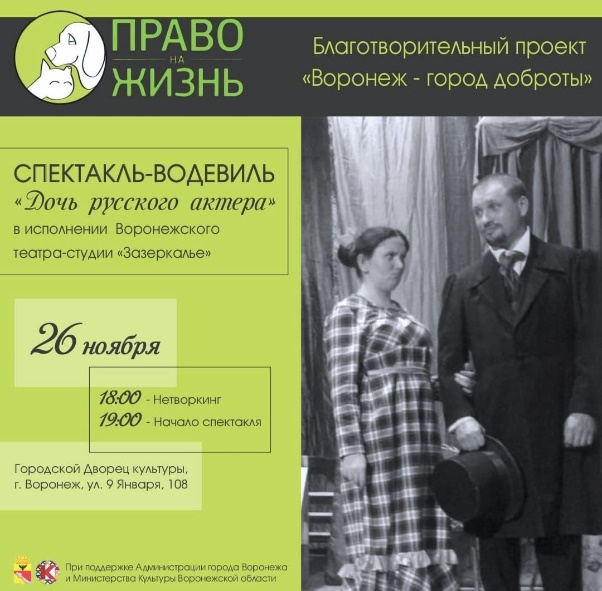 ПРАВО
НА
ЖИЗНЬ
Благотворительный проект
«Воронеж - город доброты»
СПЕКТАКЛЬ-ВОДЕВИЛЬ
«Дочь русского актера»
в исполнении Воронежского
театра-студии «Зазеркалье»
26 ноября
18:00 - Нетворкинг
19:00 - Начало спектакля
Городской Дворец культуры,
г. Воронеж, ул. 9 Января, 108
При поддержке Администрации города Воронежа
и Министерства Культуры Воронежской области